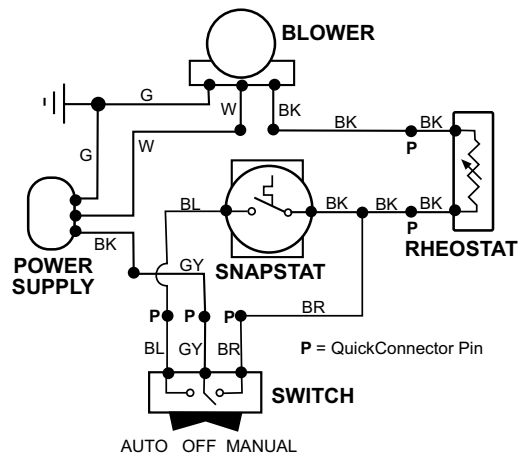 BLOWER
G
W
BK
BK
BK
P
G
W
BL
BK
BK
BK
P
RHEOSTAT
POWER
SUPPLY
BK
SNAPSTAT
GY
BR
P
P
P
BL
GY
BR
P = QuickConnector Pin
SWITCH
AUTO OFF MANUAL